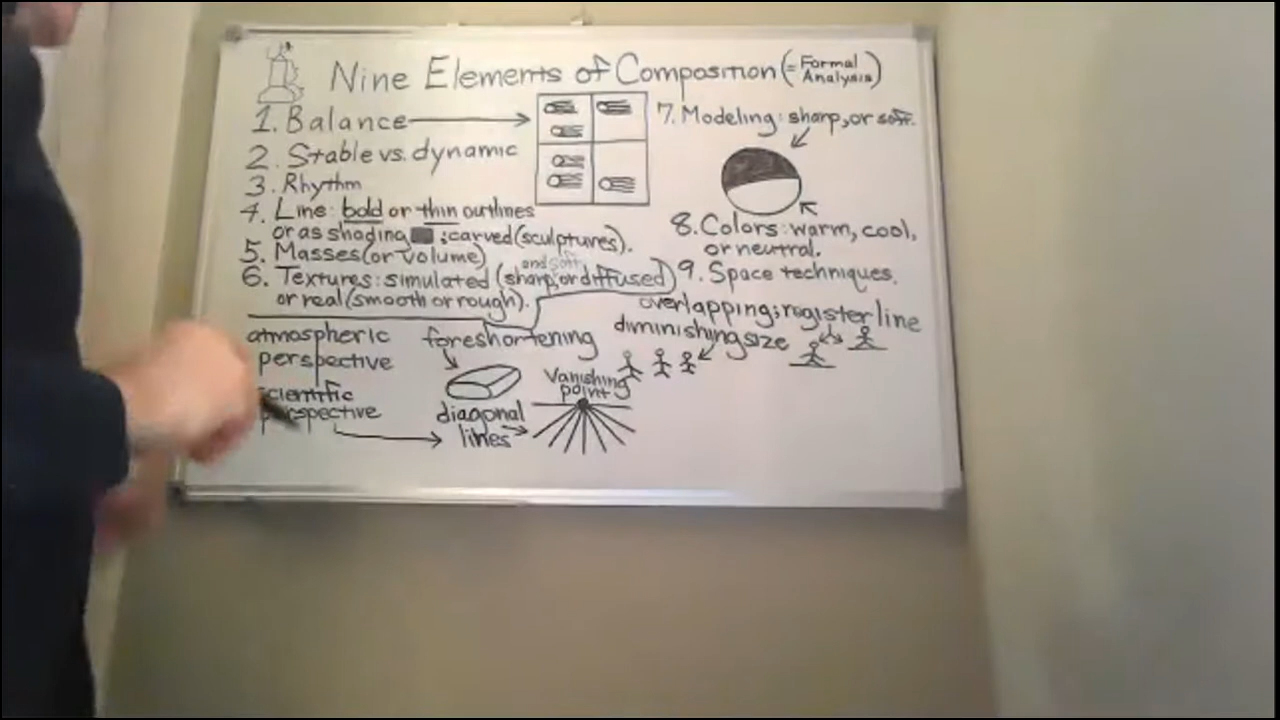 Nine Elements of Composition (= Formal Analysis)
1. Balance
2. Stable vs. dynamic
3. Rhythm
4. Line: bold or thin outlines
or as shading ; carved (sculptures).
5. Masses (or volume)
and soft
6. Textures: simulated (sharp, or diffused)
or real (smooth or rough).
7. Modeling: sharp, or soft.
8. Colors: warm, cool,
or neutral.
9. Space techniques.
overlapping; register line
diminishing size
atmospheric
perspective
foreshortening
scientific
perspective
diagonal
lines
Vanishing
point